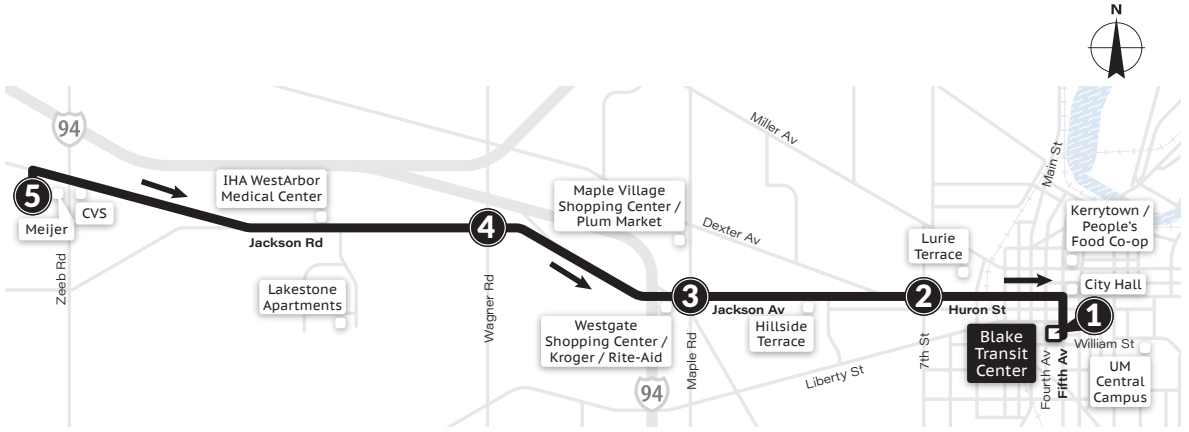 N
94
5
Meijer
CVS
Zeeb Rd
IHA WestArbor
Medical Center
Jackson Rd
Lakestone
Apartments
4
Wagner Rd
Maple Village
Shopping Center /
Plum Market
Westgate
Shopping Center /
Kroger / Rite-Aid
3
Maple Rd
94
Jackson Av
Hillside
Terrace
Miller Av
Dexter Av
Liberty St
Lurie
Terrace
2
7th St
Huron St
Main St
Kerrytown /
People's
Food Co-op
City Hall
1
Blake
Transit
Center
Fourth Av
Fifth Av
William St
UM
Central
Campus